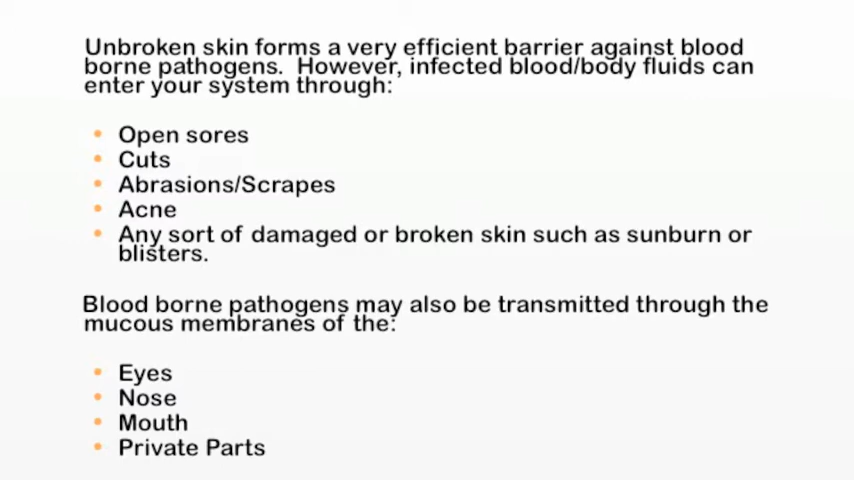 Unbroken skin forms a very efficient barrier against blood
borne pathogens.  However, infected blood/body fluids can
enter your system through:
• Open sores
• Cuts
• Abrasions/Scrapes
• Acne
• Any sort of damaged or broken skin such as sunburn or
blisters.
Blood borne pathogens may also be transmitted through the
mucous membranes of the:
• Eyes
• Nose
• Mouth
• Private Parts